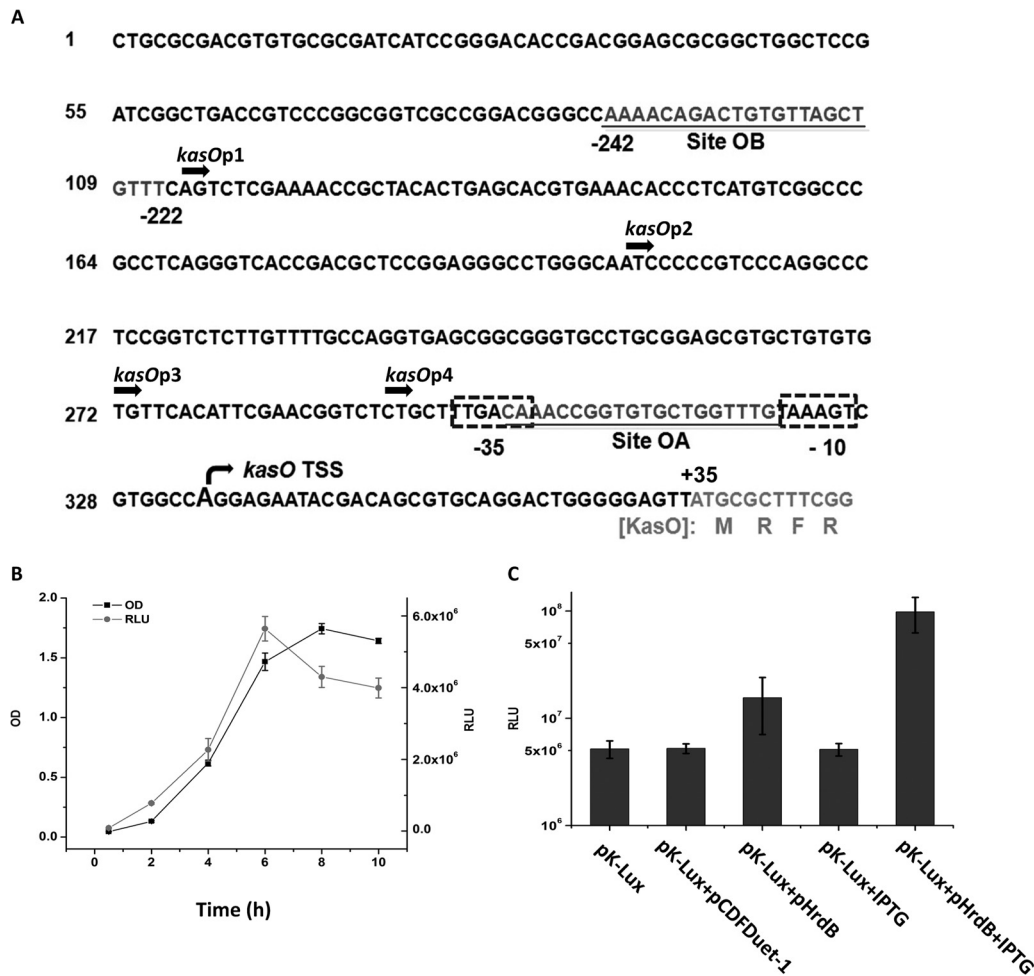 A
1 CTGCGCGACGTGTGCGCGATCATCCGGGACACCGACGGAGCGCGGCTGGCTCCG
55 ATCGGCTGACCGTCCCGGCGGTCGCCGGACGGGCCAAAACAGACTGTGTTAGCT
-242 Site OB
kasOp1
109 GTTTCAGTCTCGAAAACCGCTACACTGAGCACGTGAAACACCCTCATGTCGGCCC
-222
kasOp2
164 GCCTCAGGGTCACCGACGCTCCGGAGGGCCTGGGCAATCCCCCGTCCCAGGCCC
217 TCCGGTCTCTTGTTTTGCCAGGTGAGCGGCGGGTGCCTGCGGAGCGTGCTGTGTG
kasOp3 kasOp4
272 TGTTCACATTCGAACGGTCTCTGCTTTGACAAACCGGTGTGCTGGTTTGTAAAGTC
-35 Site OA - 10
kasO TSS +35
328 GTGGCCAGGAGAATACGACAGCGTGCAGGACTGGGGGAGTTATGCGCTTTCGG
[KasO]: M R F R
B
OD
RLU
2.0
1.5
1.0
0.5
0.0
OD
6.0x10⁶
4.0x10⁶
2.0x10⁶
0.0
RLU
0 2 4 6 8 10
Time (h)
C
10⁸
5x10⁷
10⁷
5x10⁶
10⁶
RLU
pK-Lux
pK-Lux+pCDFDuet-1
pK-Lux+pHrdB
pK-Lux+IPTG
pK-Lux+pHrdB+IPTG